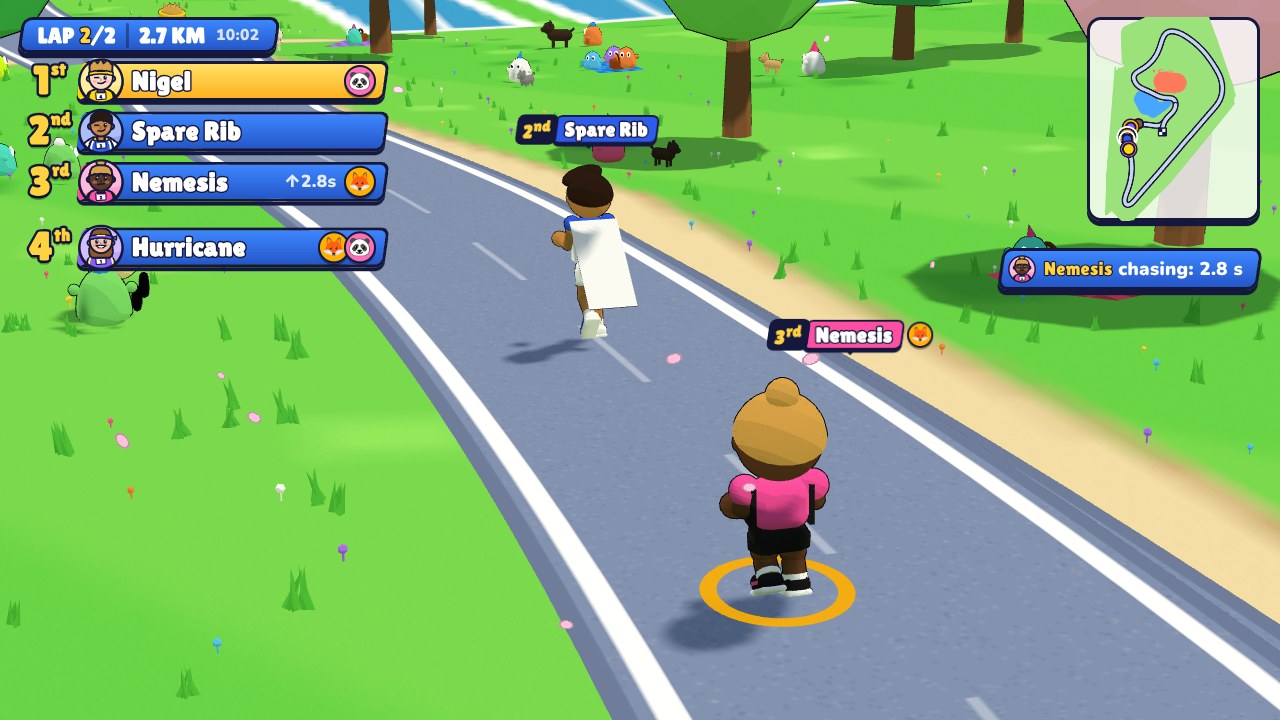 LAP 2/2 2.7 KM 10:02
1st Nigel
2nd Spare Rib
3rd Nemesis ↑2.8s
4th Hurricane
2nd Spare Rib
3rd Nemesis
Nemesis chasing: 2.8 s